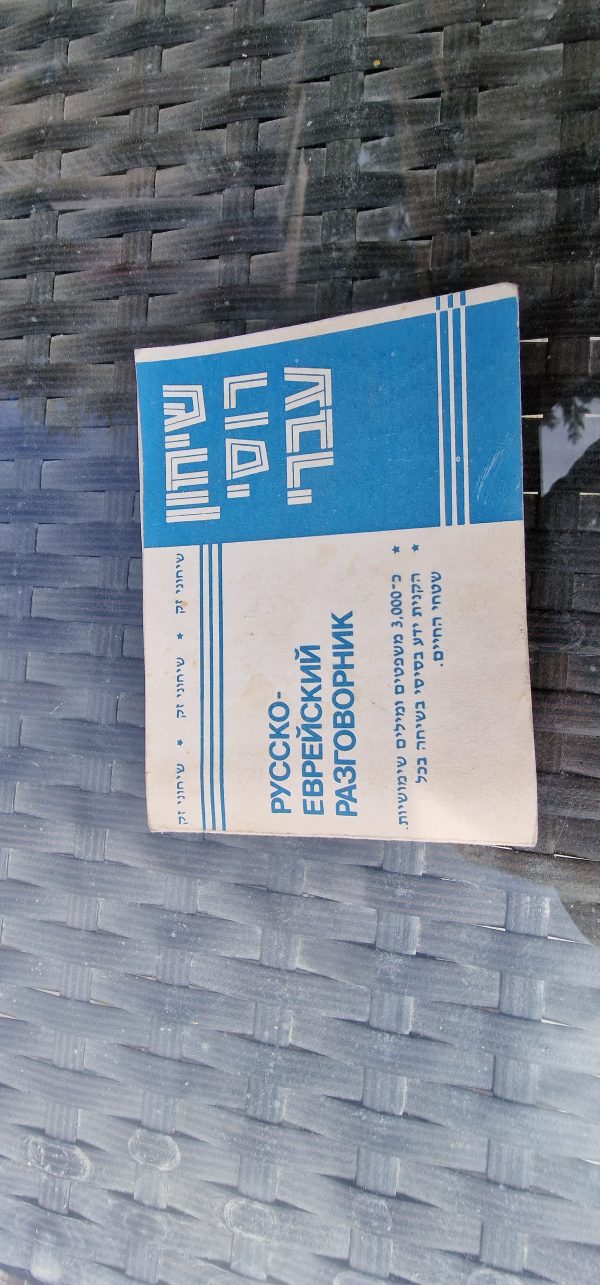 שיחוני זק ★ שיחוני זק ★ שיחוני זק
שיחון
רוסי
עברי
РУССКО-
ЕВРЕЙСКИЙ
РАЗГОВОРНИК
★ כ-3,000 משפטים ומילים שימושיות.
★ הקנית ידע בסיסי בשיחה בכל
שטחי החיים.